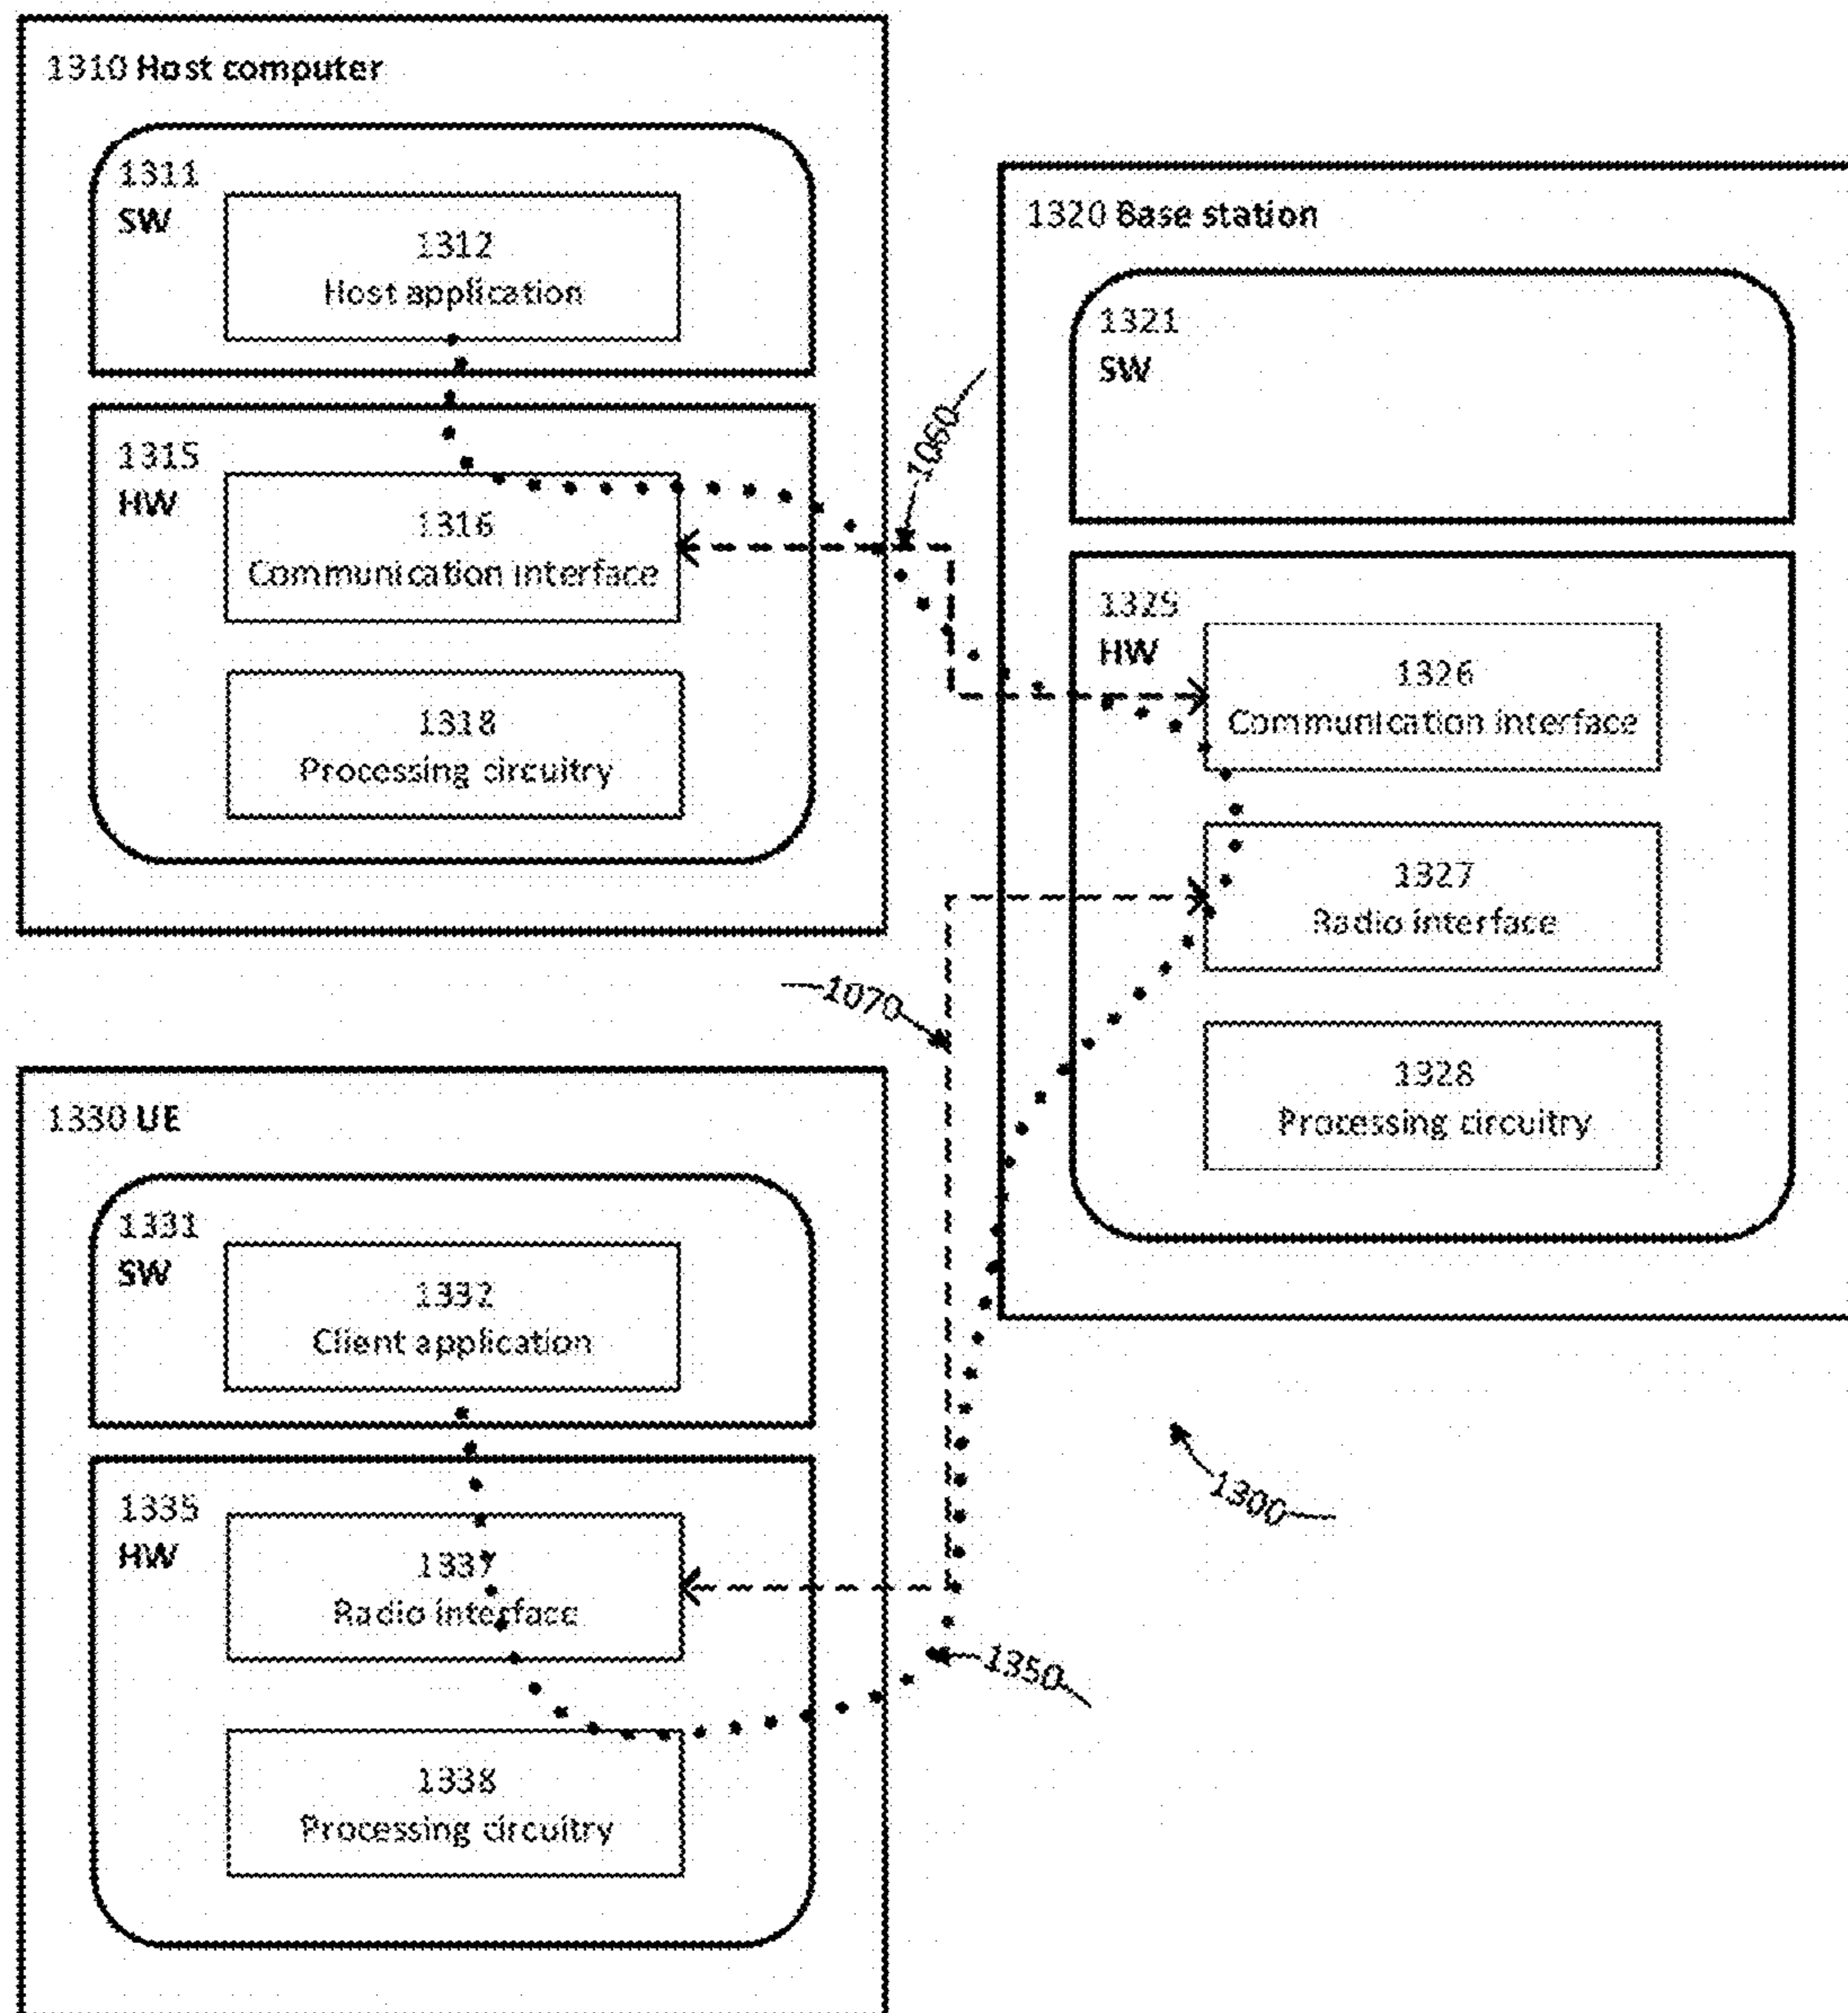 1310 Host computer
1311
SW
1312
Host application
1315
HW
1316
Communication interface
1318
Processing circuitry
1060
1320 Base station
1321
SW
1325
HW
1326
Communication interface
1327
Radio interface
1328
Processing circuitry
1070
1330 UE
1331
SW
1332
Client application
1335
HW
1337
Radio interface
1338
Processing circuitry
1350
1300